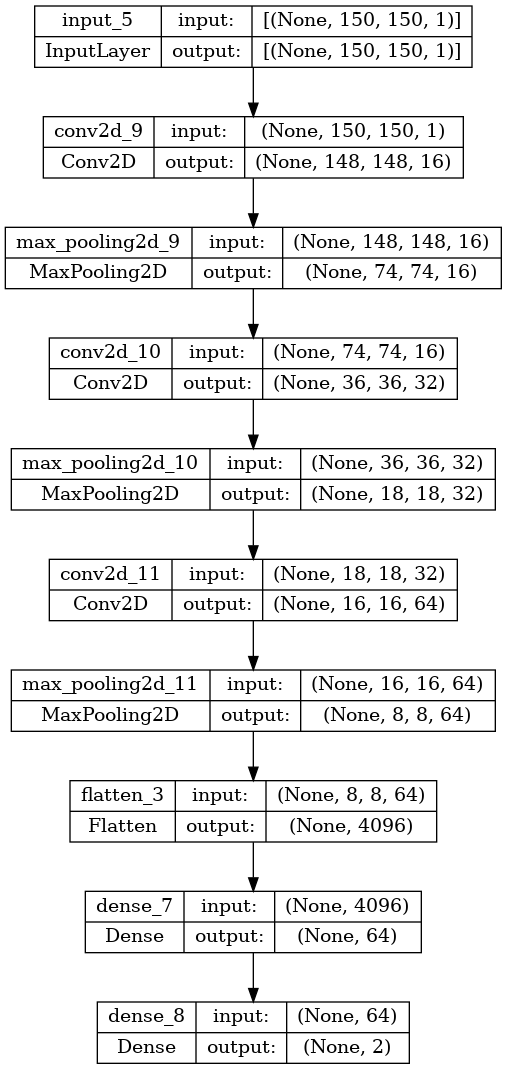 input_5 input: [(None, 150, 150, 1)]
InputLayer output: [(None, 150, 150, 1)]
conv2d_9 input: (None, 150, 150, 1)
Conv2D output: (None, 148, 148, 16)
max_pooling2d_9 input: (None, 148, 148, 16)
MaxPooling2D output: (None, 74, 74, 16)
conv2d_10 input: (None, 74, 74, 16)
Conv2D output: (None, 36, 36, 32)
max_pooling2d_10 input: (None, 36, 36, 32)
MaxPooling2D output: (None, 18, 18, 32)
conv2d_11 input: (None, 18, 18, 32)
Conv2D output: (None, 16, 16, 64)
max_pooling2d_11 input: (None, 16, 16, 64)
MaxPooling2D output: (None, 8, 8, 64)
flatten_3 input: (None, 8, 8, 64)
Flatten output: (None, 4096)
dense_7 input: (None, 4096)
Dense output: (None, 64)
dense_8 input: (None, 64)
Dense output: (None, 2)